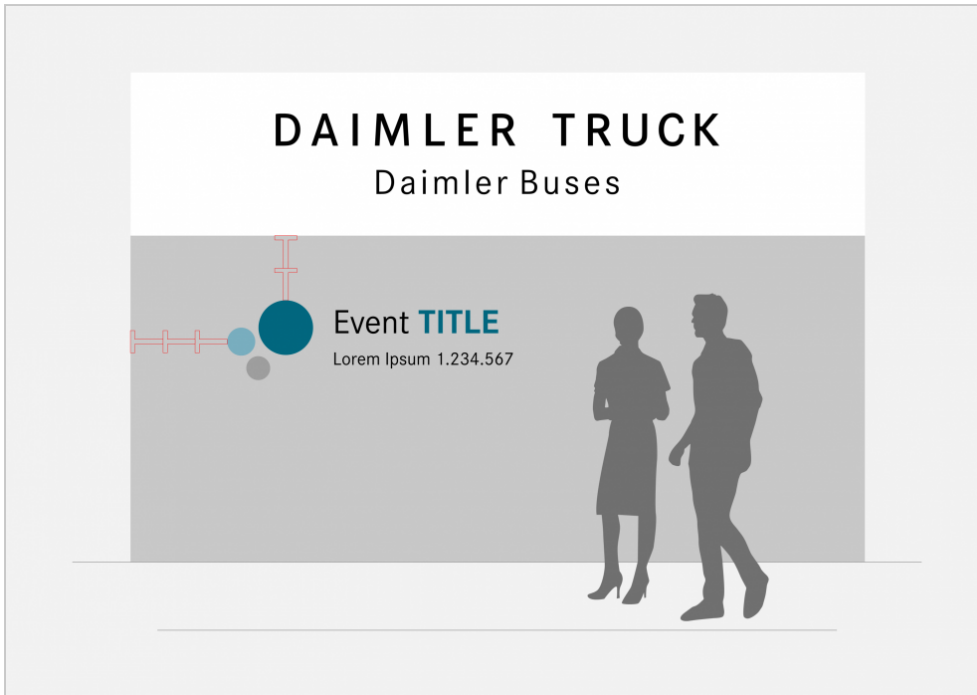 DAIMLER TRUCK
Daimler Buses
Event TITLE
Lorem Ipsum 1.234.567